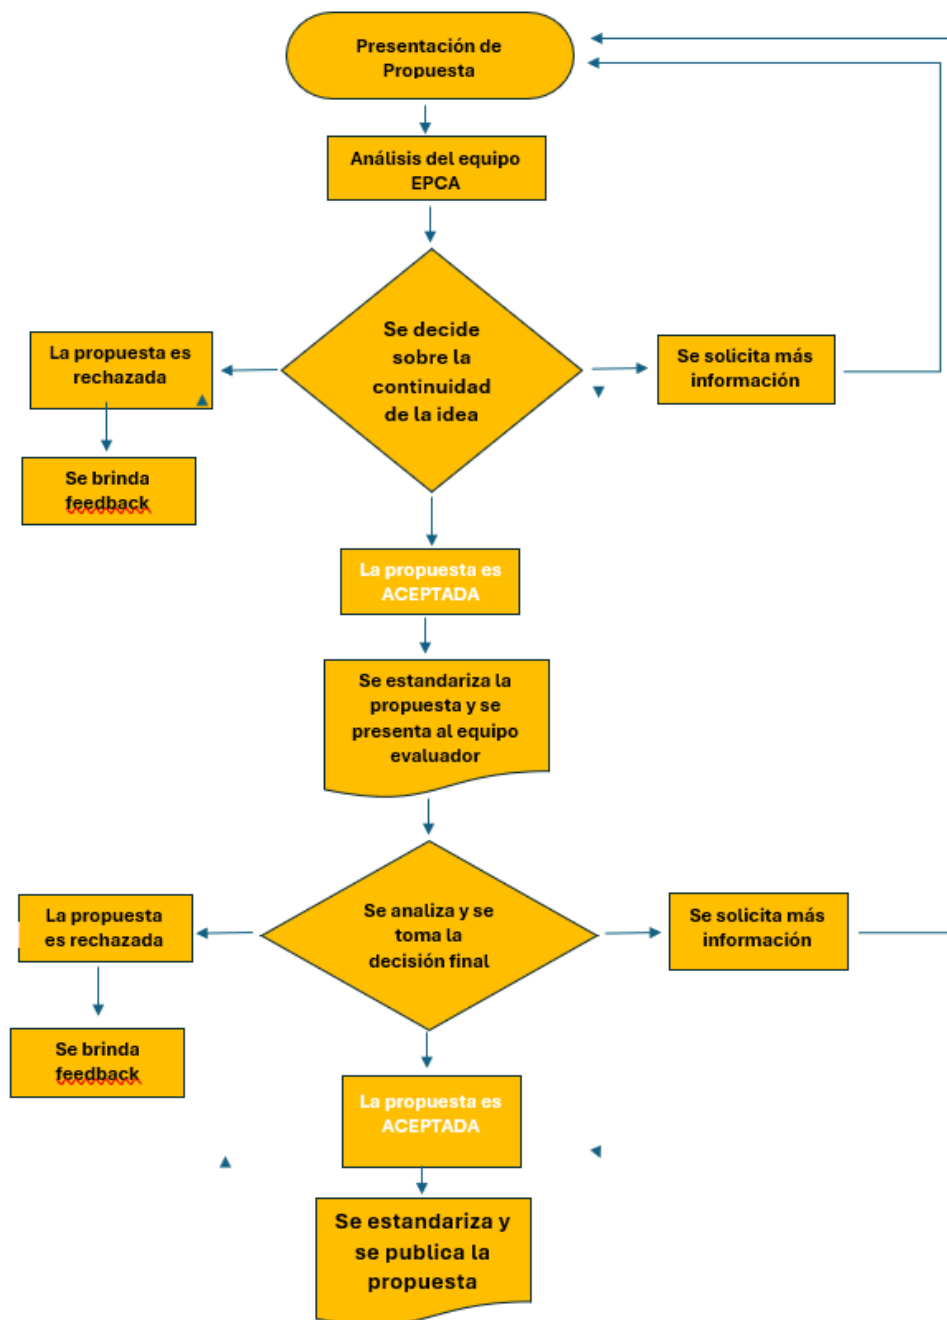 Presentación de
Propuesta
Análisis del equipo
EPCA
Se decide
sobre la
continuidad
de la idea
La propuesta es
rechazada
Se solicita más
información
Se brinda
feedback
La propuesta es
ACEPTADA
Se estandariza la
propuesta y se
presenta al equipo
evaluador
Se analiza y se
toma la
decisión final
La propuesta
es rechazada
Se solicita más
información
Se brinda
feedback
La propuesta es
ACEPTADA
Se estandariza y
se publica la
propuesta